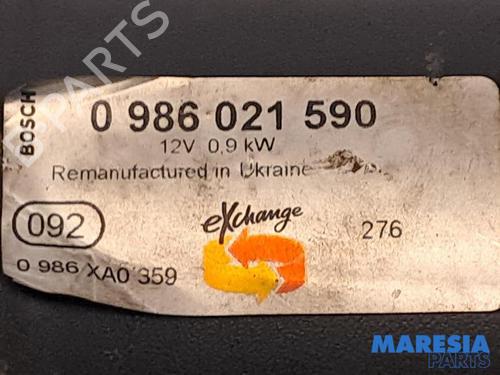 B-PARTS
BOSCH
0 986 021 590
12V 0,9 kW
Remanufactured in Ukraine
092
eXchange
276
0 986 XA0 359
MARESIA
PARTS